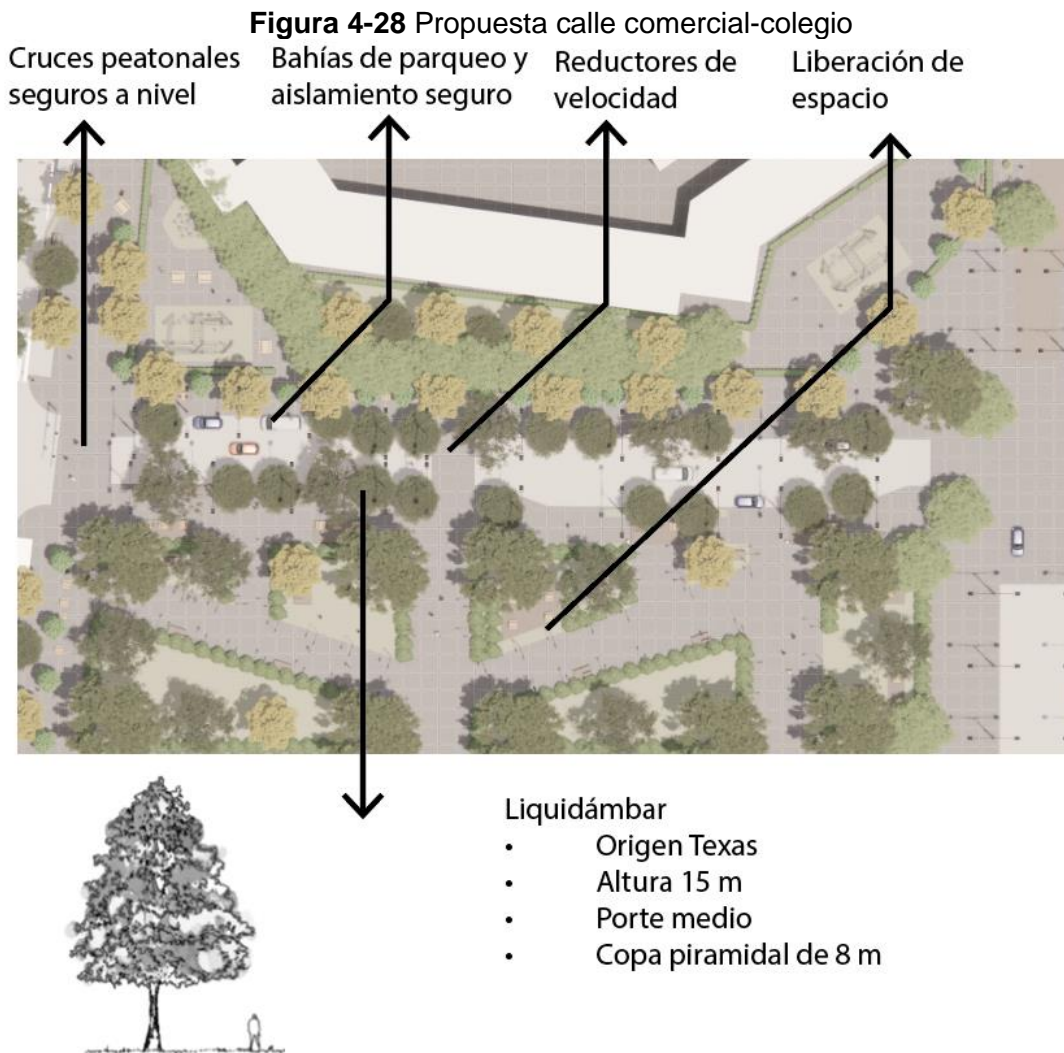 Figura 4-28 Propuesta calle comercial-colegio
Cruces peatonales
seguros a nivel
Bahías de parqueo y
aislamiento seguro
Reductores de
velocidad
Liberación de
espacio
Liquidámbar
• Origen Texas
• Altura 15 m
• Porte medio
• Copa piramidal de 8 m